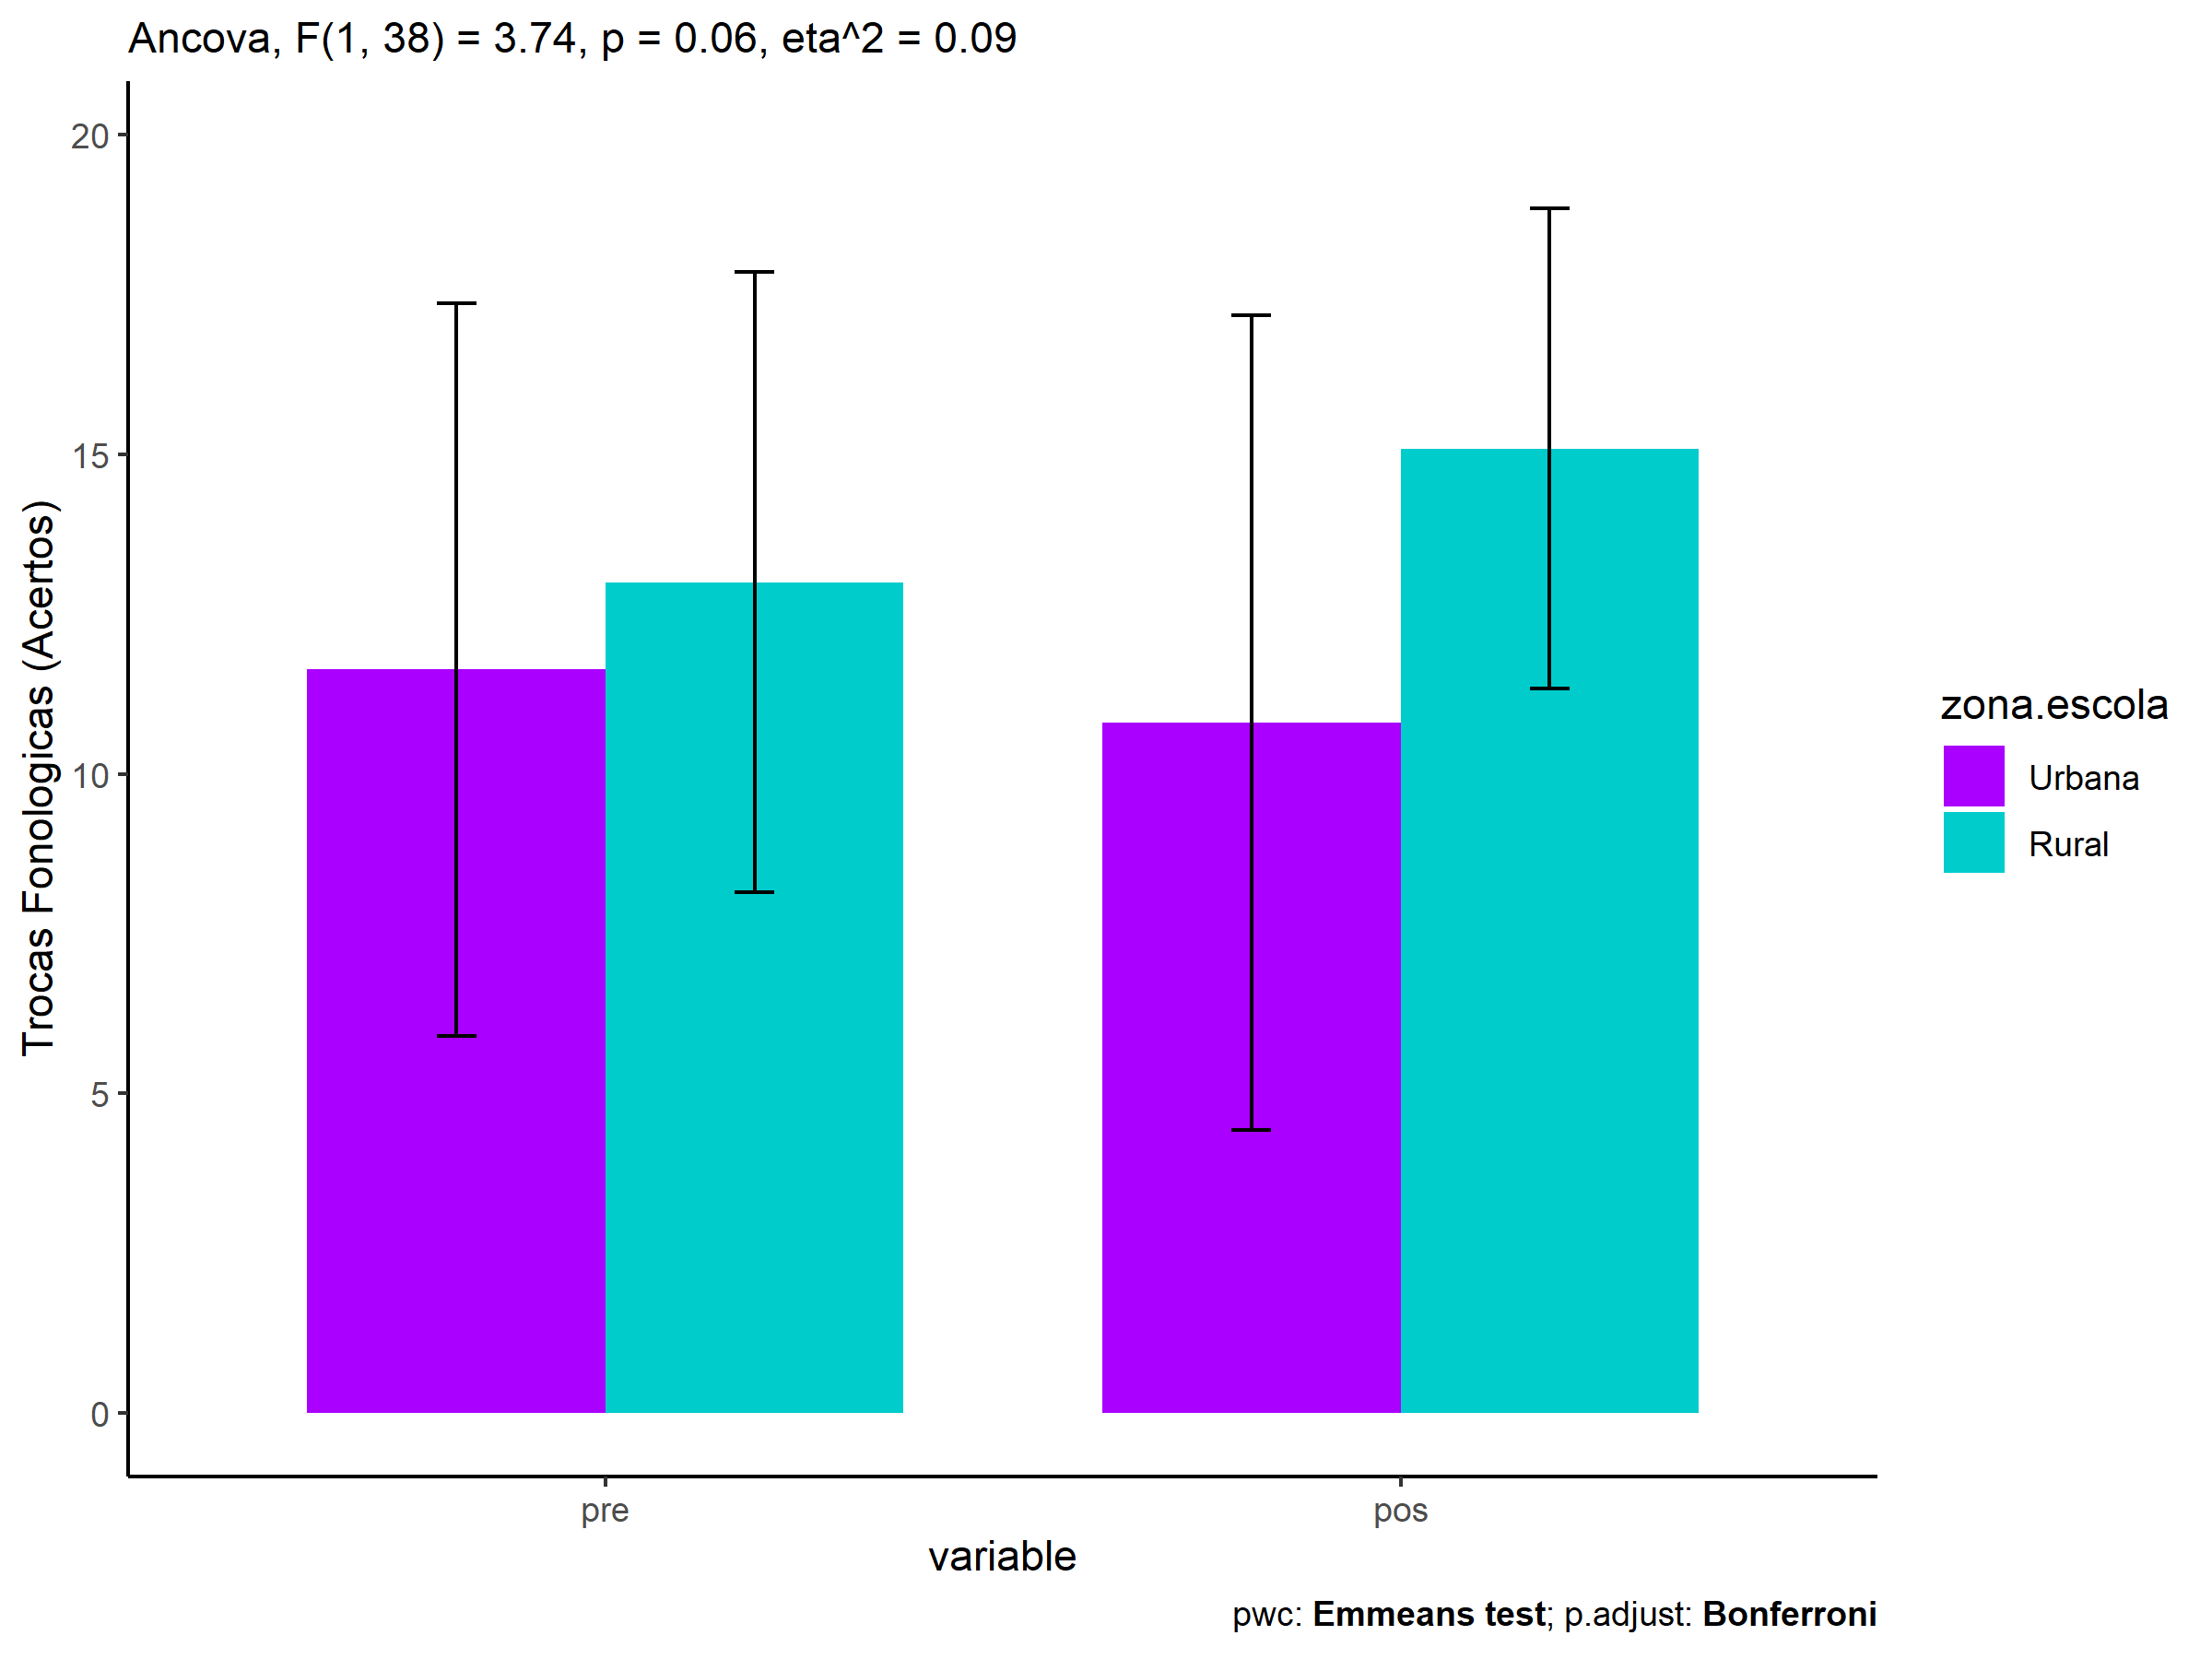 Ancova, F(1, 38) = 3.74, p = 0.06, eta^2 = 0.09
Trocas Fonologicas (Acertos)
20
15
10
5
0
pre
pos
variable
zona.escola
Urbana
Rural
pwc: Emmeans test; p.adjust: Bonferroni